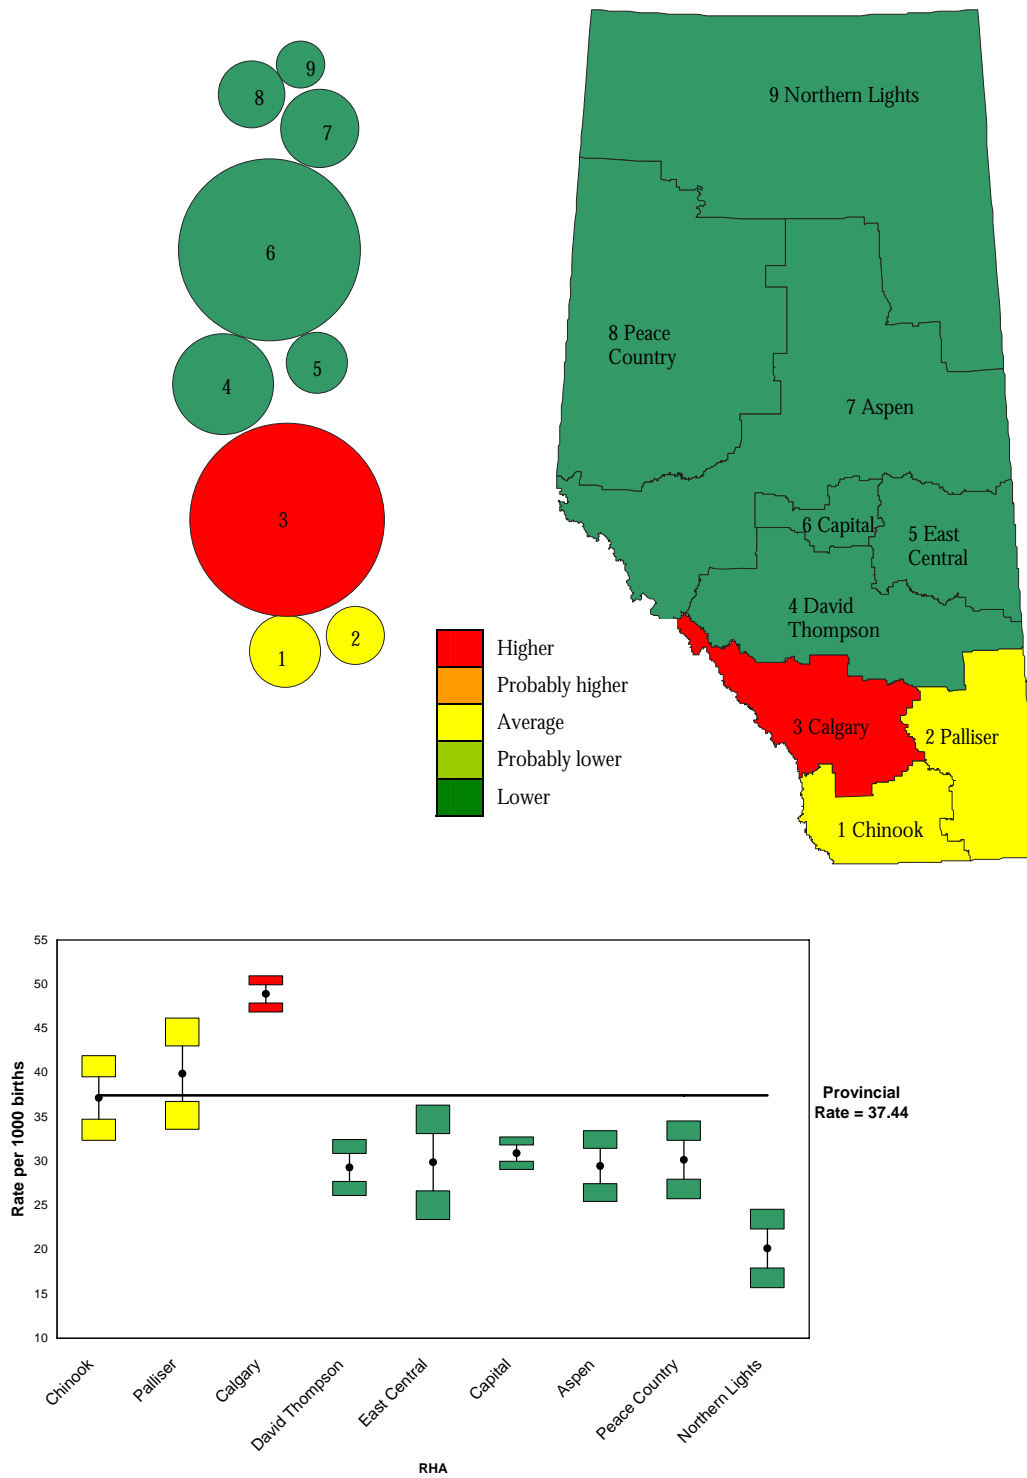 9
8
7
6
5
4
3
2
1
9 Northern Lights
8 Peace
Country
7 Aspen
6 Capital
5 East
Central
4 David
Thompson
3 Calgary
2 Palliser
1 Chinook
Higher
Probably higher
Average
Probably lower
Lower
55
50
45
40
35
30
25
20
15
10
Rate per 1000 births
Provincial
Rate = 37.44
Chinook
Palliser
Calgary
David Thompson
East Central
Capital
Aspen
Peace Country
Northern Lights
RHA